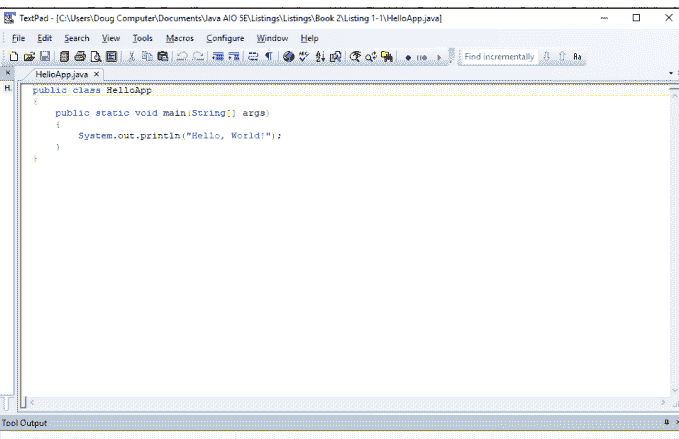 TextPad - [C:\Users\Doug Computer\Documents\Java AIO 5E\Listings\Listings\Book 2\Listing 1-1\HelloApp.java]
File Edit Search View Tools Macros Configure Window Help
Find incrementally
HelloApp.java
H.
public class HelloApp
{
public static void main(String[] args)
{
System.out.println("Hello, World!");
}
}
Tool Output